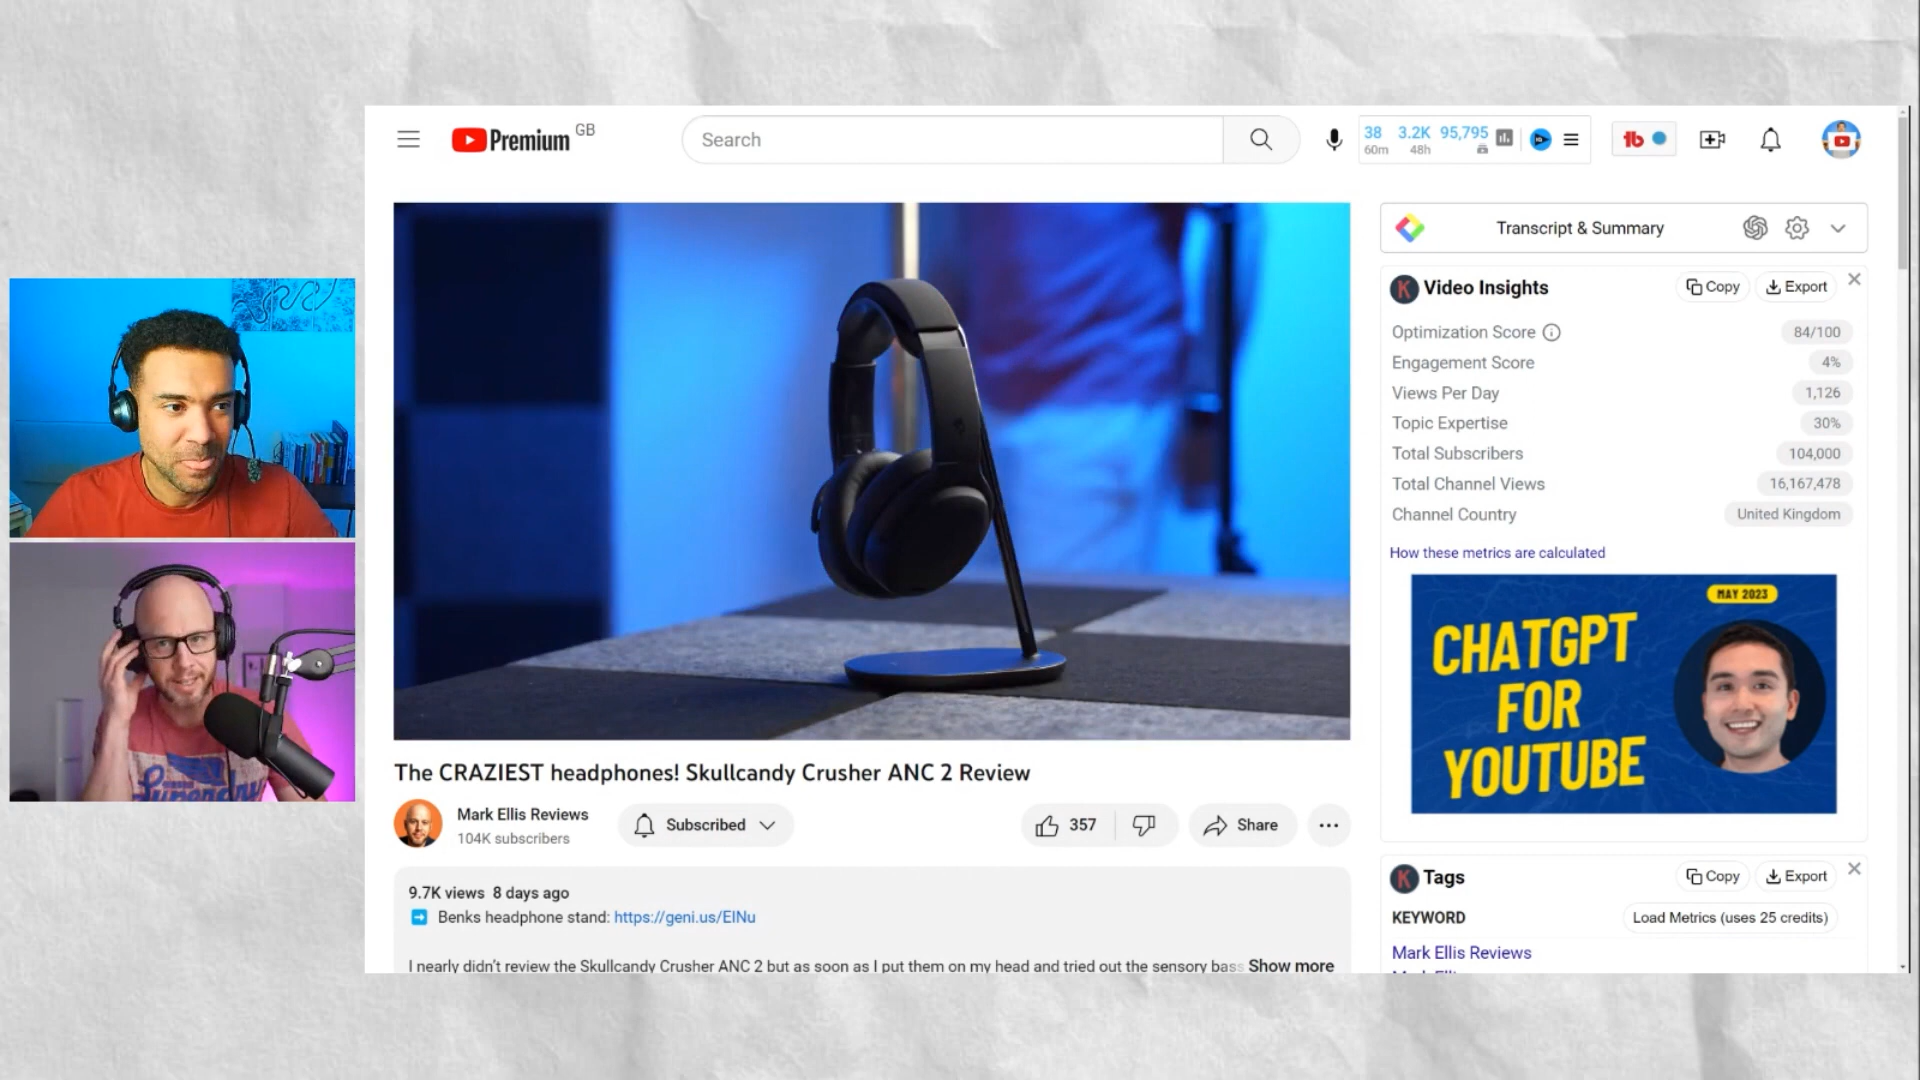 Premium GB
Search
38 3.2K 95,795
60m 48h
Transcript & Summary
Video Insights Copy Export
Optimization Score 84/100
Engagement Score 4%
Views Per Day 1,126
Topic Expertise 30%
Total Subscribers 104,000
Total Channel Views 16,167,478
Channel Country United Kingdom
How these metrics are calculated
MAY 2023
CHATGPT
FOR
YOUTUBE
The CRAZIEST headphones! Skullcandy Crusher ANC 2 Review
Mark Ellis Reviews
104K subscribers
Subscribed
357
Share
9.7K views 8 days ago
Benks headphone stand: https://geni.us/EINu
I nearly didn't review the Skullcandy Crusher ANC 2 but as soon as I put them on my head and tried out the sensory bass Show more
Tags Copy Export
KEYWORD Load Metrics (uses 25 credits)
Mark Ellis Reviews